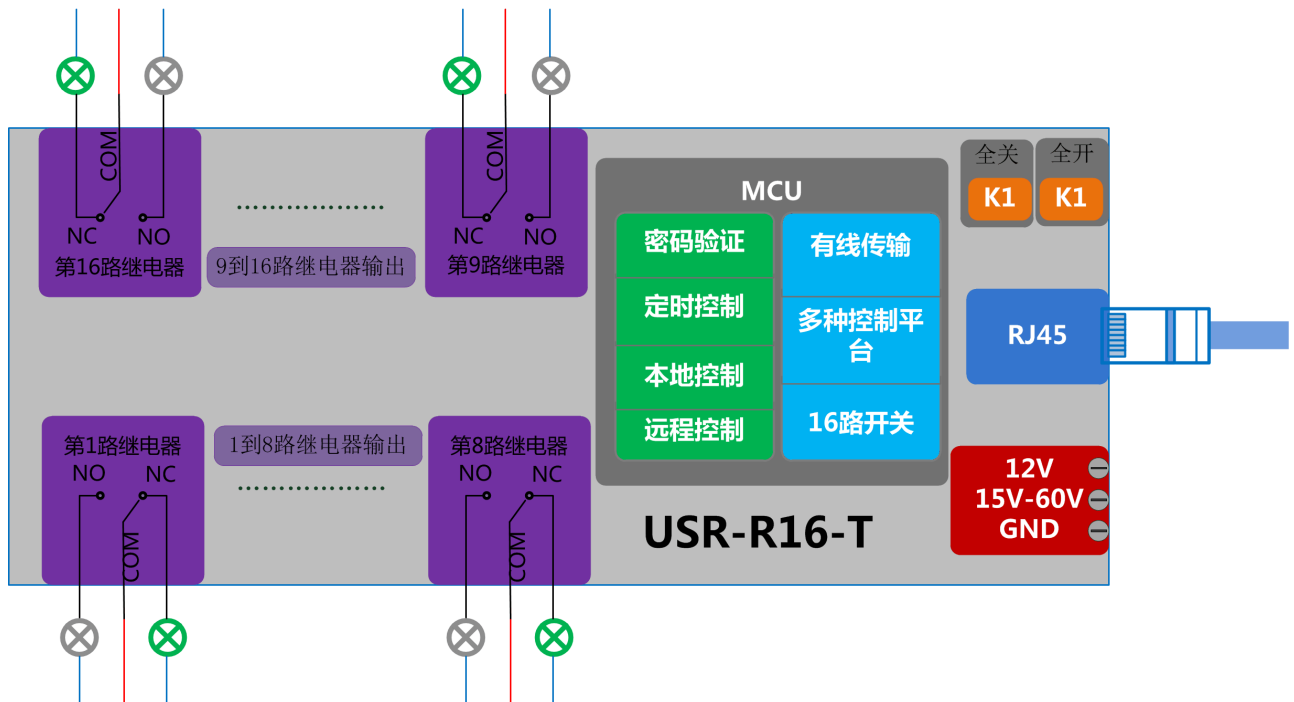 COM
NC
NO
第16路继电器
9到16路继电器输出
COM
NC
NO
第9路继电器
MCU
密码验证
定时控制
本地控制
远程控制
有线传输
多种控制平
台
16路开关
全关
K1
全开
K1
RJ45
第1路继电器
NO
NC
COM
1到8路继电器输出
第8路继电器
NO
NC
COM
USR-R16-T
12V
15V-60V
GND